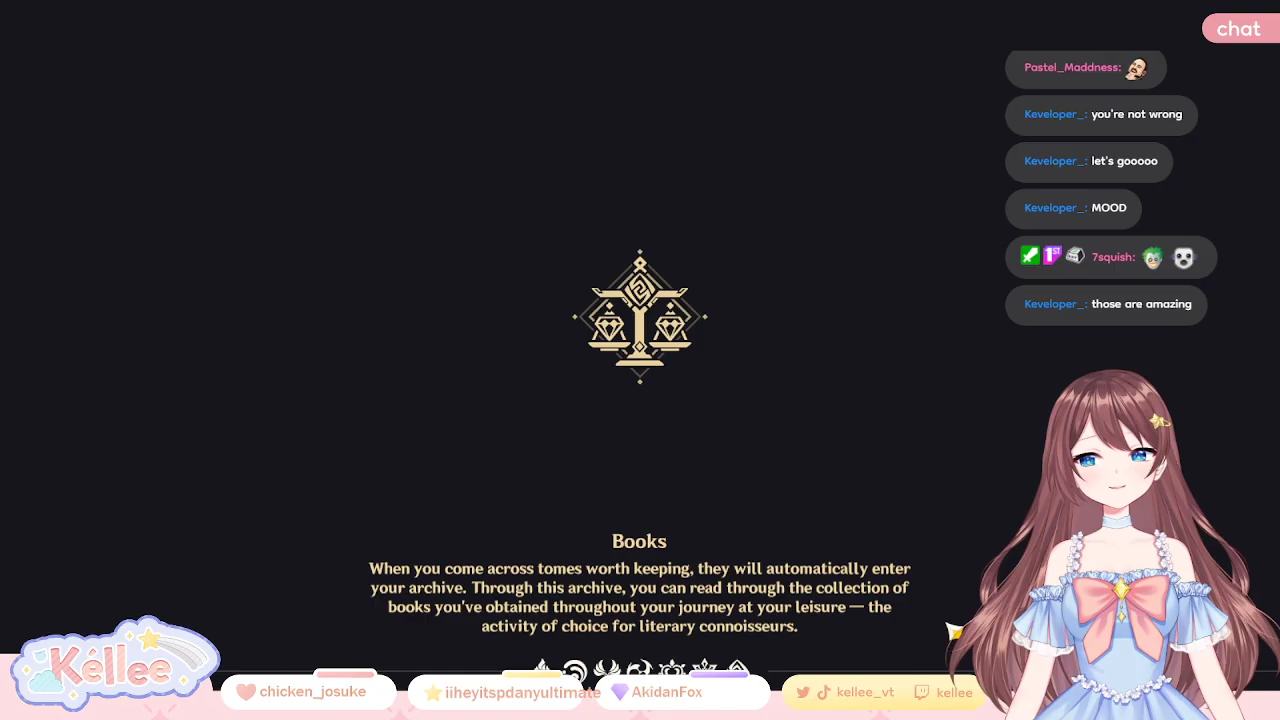 chat
Pastel_Maddness:
Keveloper_: you're not wrong
Keveloper_: let's gooooo
Keveloper_: MOOD
1ST 7squish:
Keveloper_: those are amazing
Books
When you come across tomes worth keeping, they will automatically enter
your archive. Through this archive, you can read through the collection of
books you've obtained throughout your journey at your leisure — the
activity of choice for literary connoisseurs.
Kellee
chicken_josuke
iiheyitspdanyultimate
AkidanFox
kellee_vt
kellee